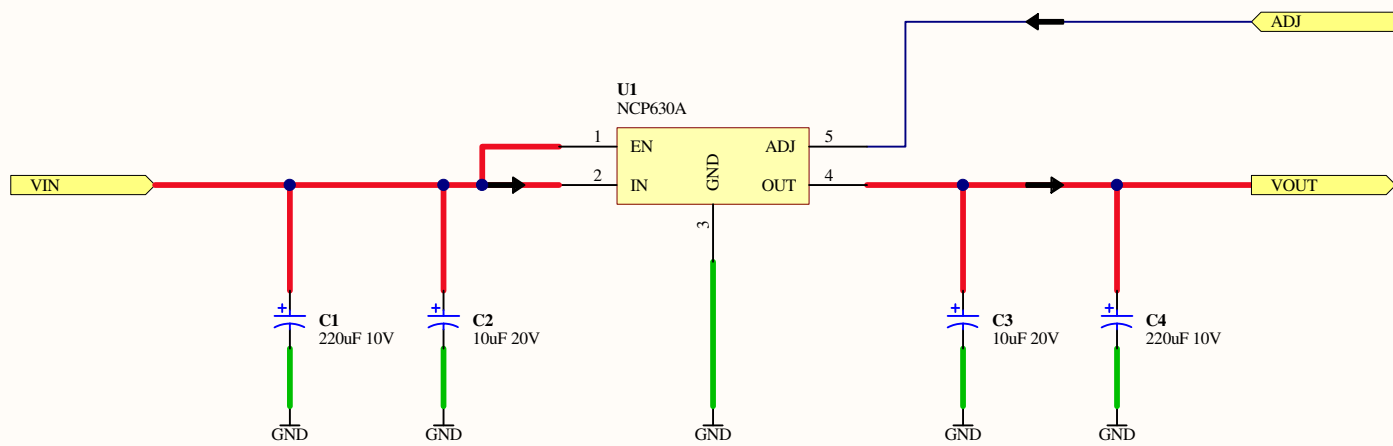 ADJ
U1
NCP630A
1 EN ADJ 5
VIN
2 IN GND OUT 4
VOUT
3
C1
220uF 10V
C2
10uF 20V
C3
10uF 20V
C4
220uF 10V
GND
GND
GND
GND
GND